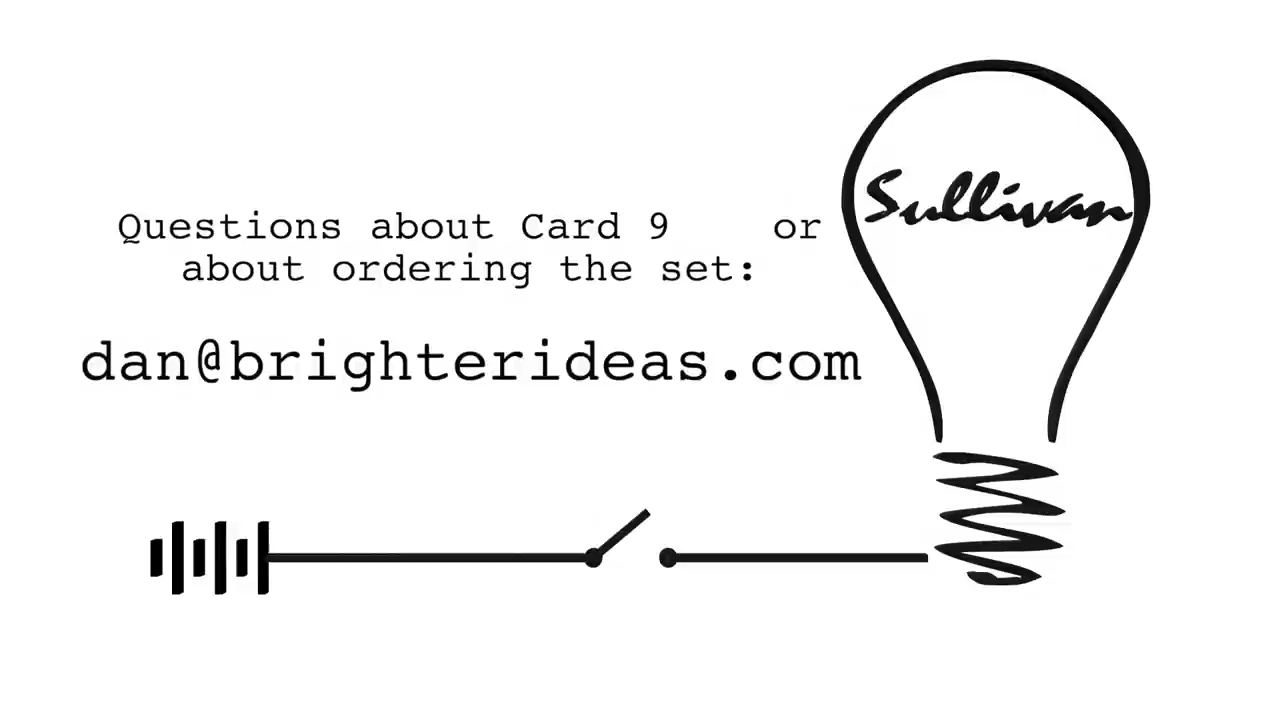 Questions about Card 9 or
about ordering the set:
dan@brighterideas.com
Sullivan